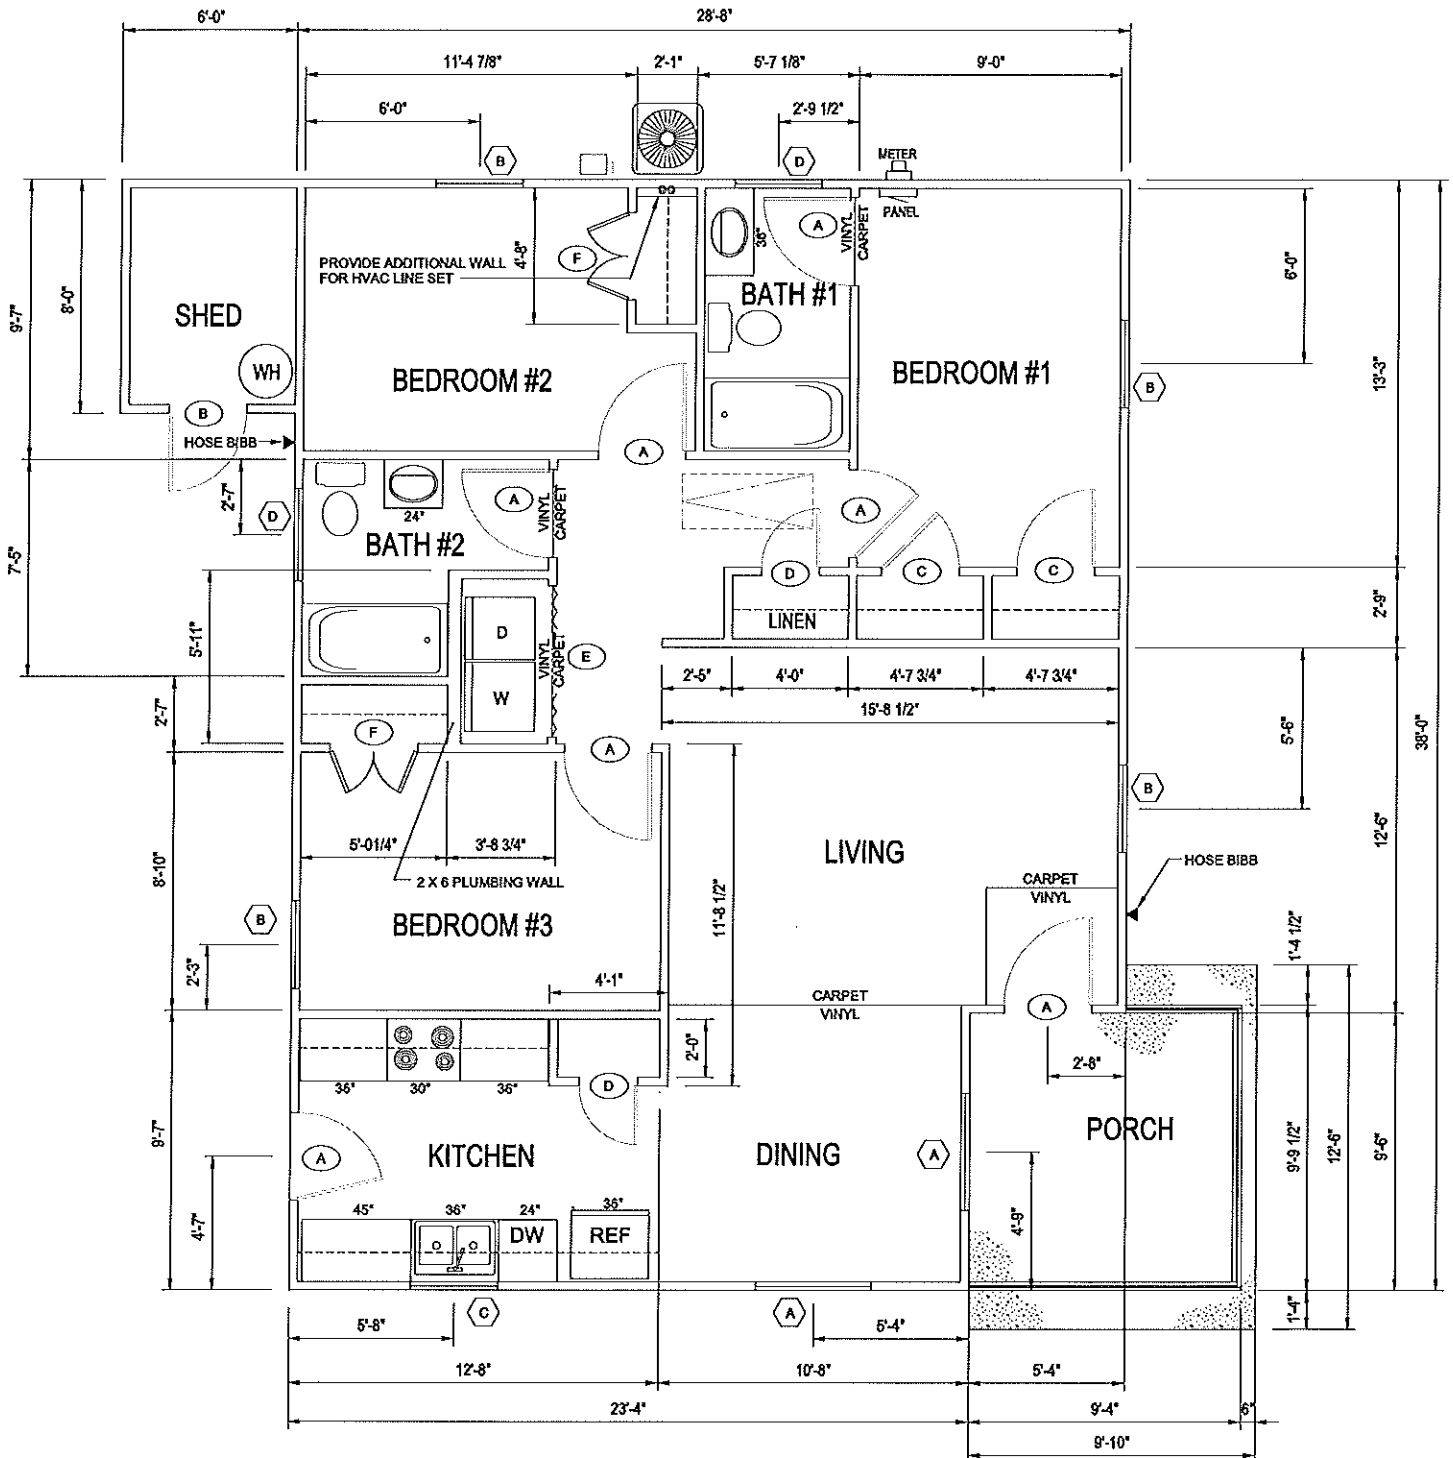 6'-0"
28'-8"
11'-4 7/8"
2'-1"
5'-7 1/8"
9'-0"
6'-0"
2'-9 1/2"
B
D
METER
PANEL
A
VINYL
CARPET
36"
4'-8"
F
PROVIDE ADDITIONAL WALL
FOR HVAC LINE SET
BATH #1
6'-0"
9'-7"
8'-0"
SHED
WH
BEDROOM #2
BEDROOM #1
B
13'-3"
B
HOSE BIBB
A
2'-7"
D
24"
A
VINYL
CARPET
BATH #2
A
7'-5"
D
C
C
LINEN
2'-9"
5'-11"
D
W
VINYL
CARPET
E
2'-5"
4'-0"
4'-7 3/4"
4'-7 3/4"
15'-8 1/2"
2'-7"
F
A
5'-6"
38'-0"
B
5'-01/4"
3'-8 3/4"
2 X 6 PLUMBING WALL
8'-10"
LIVING
12'-6"
HOSE BIBB
CARPET
VINYL
B
BEDROOM #3
11'-8 1/2"
2'-3"
4'-1"
1'-4 1/2"
CARPET
VINYL
A
36"
30"
36"
D
2'-0"
2'-8"
9'-7"
A
KITCHEN
DINING
A
PORCH
9'-9 1/2"
12'-6"
9'-6"
4'-7"
45"
36"
24"
36"
DW
REF
4'-9"
1'-4"
5'-8"
C
A
5'-4"
12'-8"
10'-8"
5'-4"
23'-4"
9'-4"
6"
9'-10"